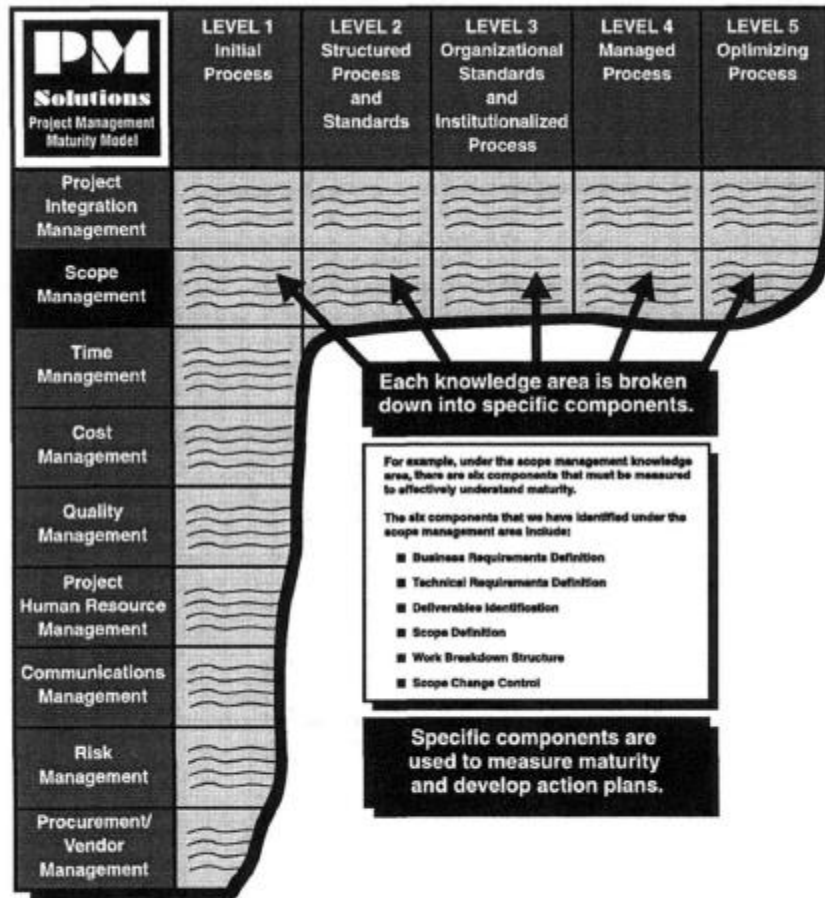 PM
Solutions
Project Management
Maturity Model
LEVEL 1
Initial
Process
LEVEL 2
Structured
Process
and
Standards
LEVEL 3
Organizational
Standards
and
Institutionalized
Process
LEVEL 4
Managed
Process
LEVEL 5
Optimizing
Process
Project
Integration
Management
Scope
Management
Time
Management
Cost
Management
Quality
Management
Project
Human Resource
Management
Communications
Management
Risk
Management
Procurement/
Vendor
Management
Each knowledge area is broken
down into specific components.
For example, under the scope management knowledge
area, there are six components that must be measured
to effectively understand maturity.
The six components that we have identified under the
scope management area include:
■ Business Requirements Definition
■ Technical Requirements Definition
■ Deliverables Identification
■ Scope Definition
■ Work Breakdown Structure
■ Scope Change Control
Specific components are
used to measure maturity
and develop action plans.